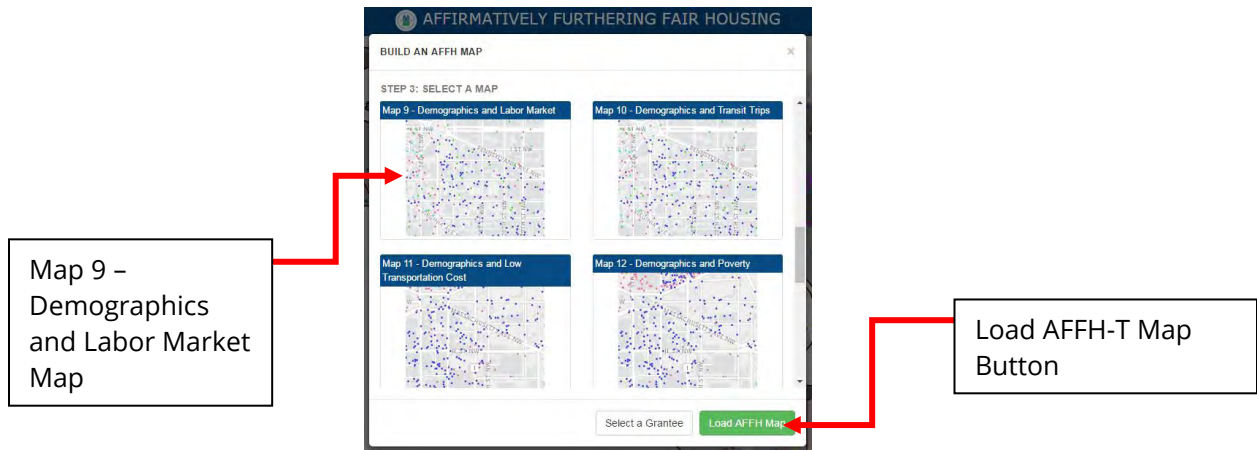 AFFIRMATIVELY FURTHERING FAIR HOUSING
BUILD AN AFFH MAP
×
STEP 3: SELECT A MAP
Map 9 - Demographics and Labor Market
Map 10 - Demographics and Transit Trips
Map 11 - Demographics and Low
Transportation Cost
Map 12 - Demographics and Poverty
Select a Grantee
Load AFFH Map
Map 9 –
Demographics
and Labor Market
Map
Load AFFH-T Map
Button